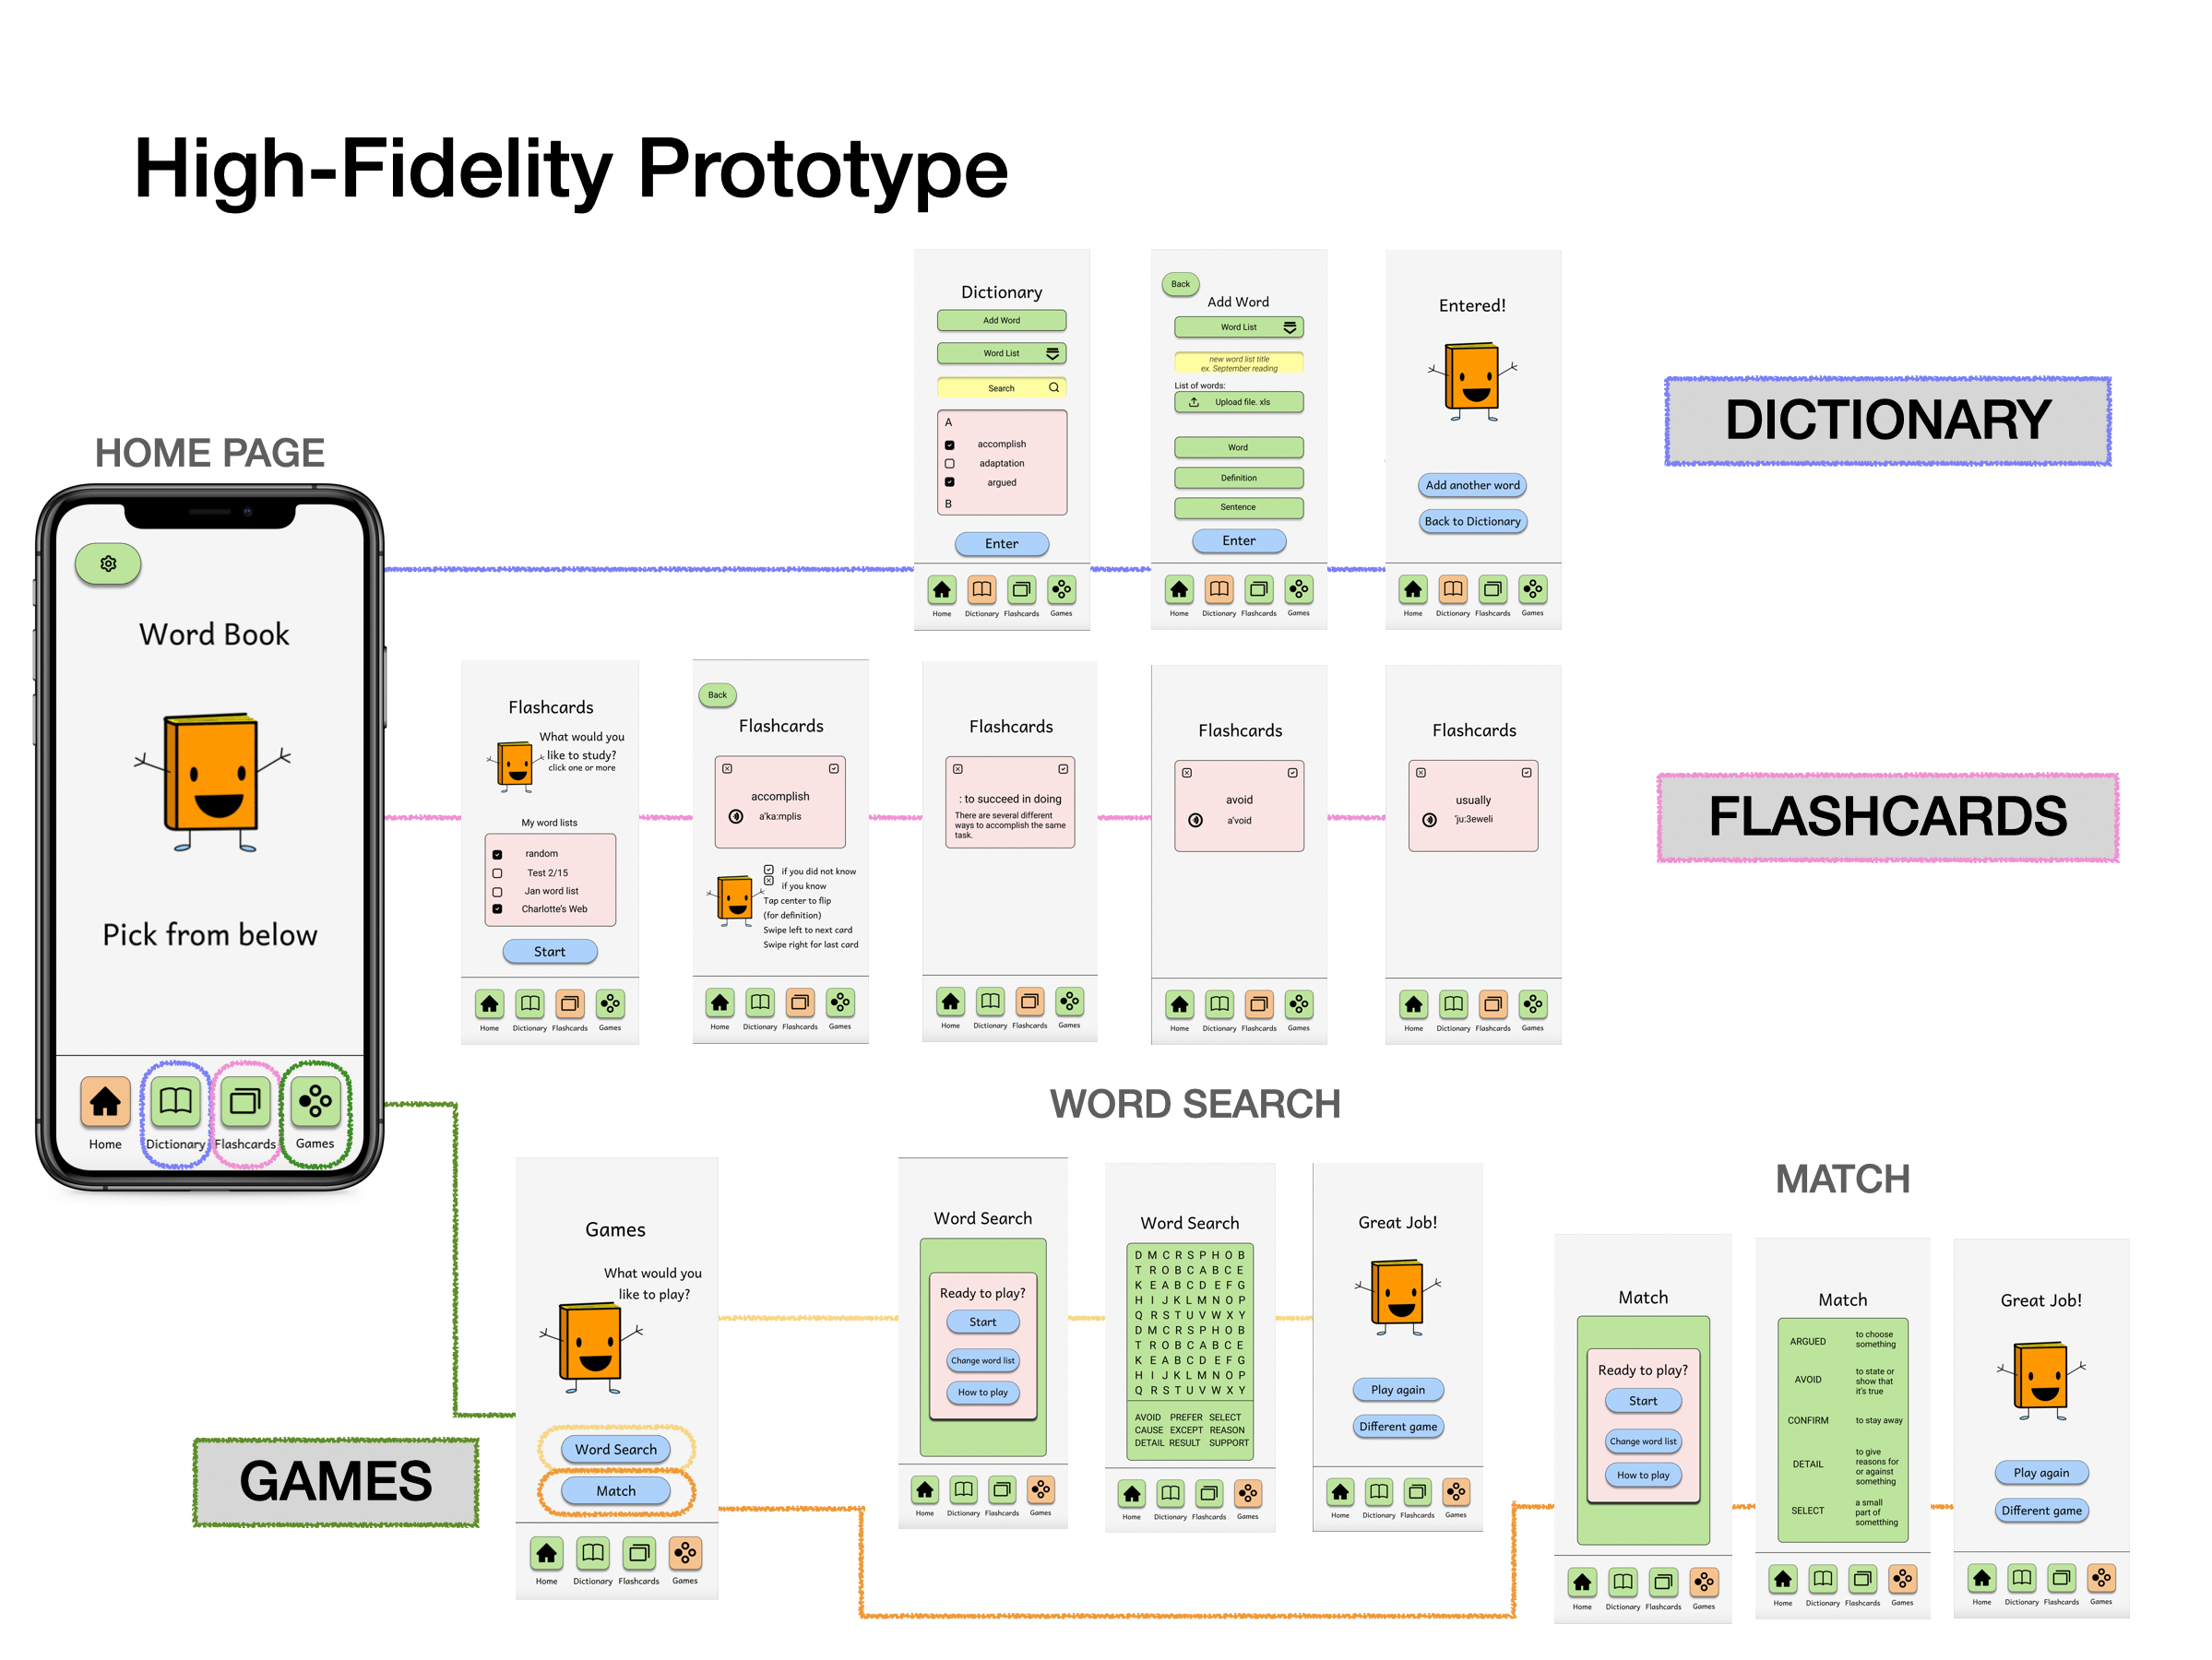 High-Fidelity Prototype
HOME PAGE
Word Book
Pick from below
Home
Dictionary
Flashcards
Games
Dictionary
Add Word
Word List
Search
A
accomplish
adaptation
argued
B
Enter
Home
Dictionary
Flashcards
Games
Back
Add Word
Word List
new word list title
ex. September reading
List of words:
Upload file. xls
Word
Definition
Sentence
Enter
Home
Dictionary
Flashcards
Games
Entered!
Add another word
Back to Dictionary
Home
Dictionary
Flashcards
Games
DICTIONARY
Flashcards
What would you
like to study?
click one or more
My word lists
random
Test 2/15
Jan word list
Charlotte's Web
Start
Home
Dictionary
Flashcards
Games
Back
Flashcards
accomplish
a'ka:mplis
if you did not know
if you know
Tap center to flip
(for definition)
Swipe left to next card
Swipe right for last card
Home
Dictionary
Flashcards
Games
Flashcards
: to succeed in doing
There are several different
ways to accomplish the same
task.
Home
Dictionary
Flashcards
Games
Flashcards
avoid
a'void
Home
Dictionary
Flashcards
Games
Flashcards
usually
'ju:3eweli
Home
Dictionary
Flashcards
Games
FLASHCARDS
GAMES
Games
What would you
like to play?
Word Search
Match
Home
Dictionary
Flashcards
Games
WORD SEARCH
Word Search
Ready to play?
Start
Change word list
How to play
Home
Dictionary
Flashcards
Games
Word Search
D M C R S P H O B
T R O B C A B C E
K E A B C D E F G
H I J K L M N O P
Q R S T U V W X Y
D M C R S P H O B
T R O B C A B C E
K E A B C D E F G
H I J K L M N O P
Q R S T U V W X Y
AVOID PREFER SELECT
CAUSE EXCEPT REASON
DETAIL RESULT SUPPORT
Home
Dictionary
Flashcards
Games
Great Job!
Play again
Different game
Home
Dictionary
Flashcards
Games
MATCH
Match
Ready to play?
Start
Change word list
How to play
Home
Dictionary
Flashcards
Games
Match
ARGUED
to choose
something
AVOID
to state or
show that
it's true
CONFIRM
to stay away
DETAIL
to give
reasons for
or against
something
SELECT
a small
part of
sometthing
Home
Dictionary
Flashcards
Games
Great Job!
Play again
Different game
Home
Dictionary
Flashcards
Games